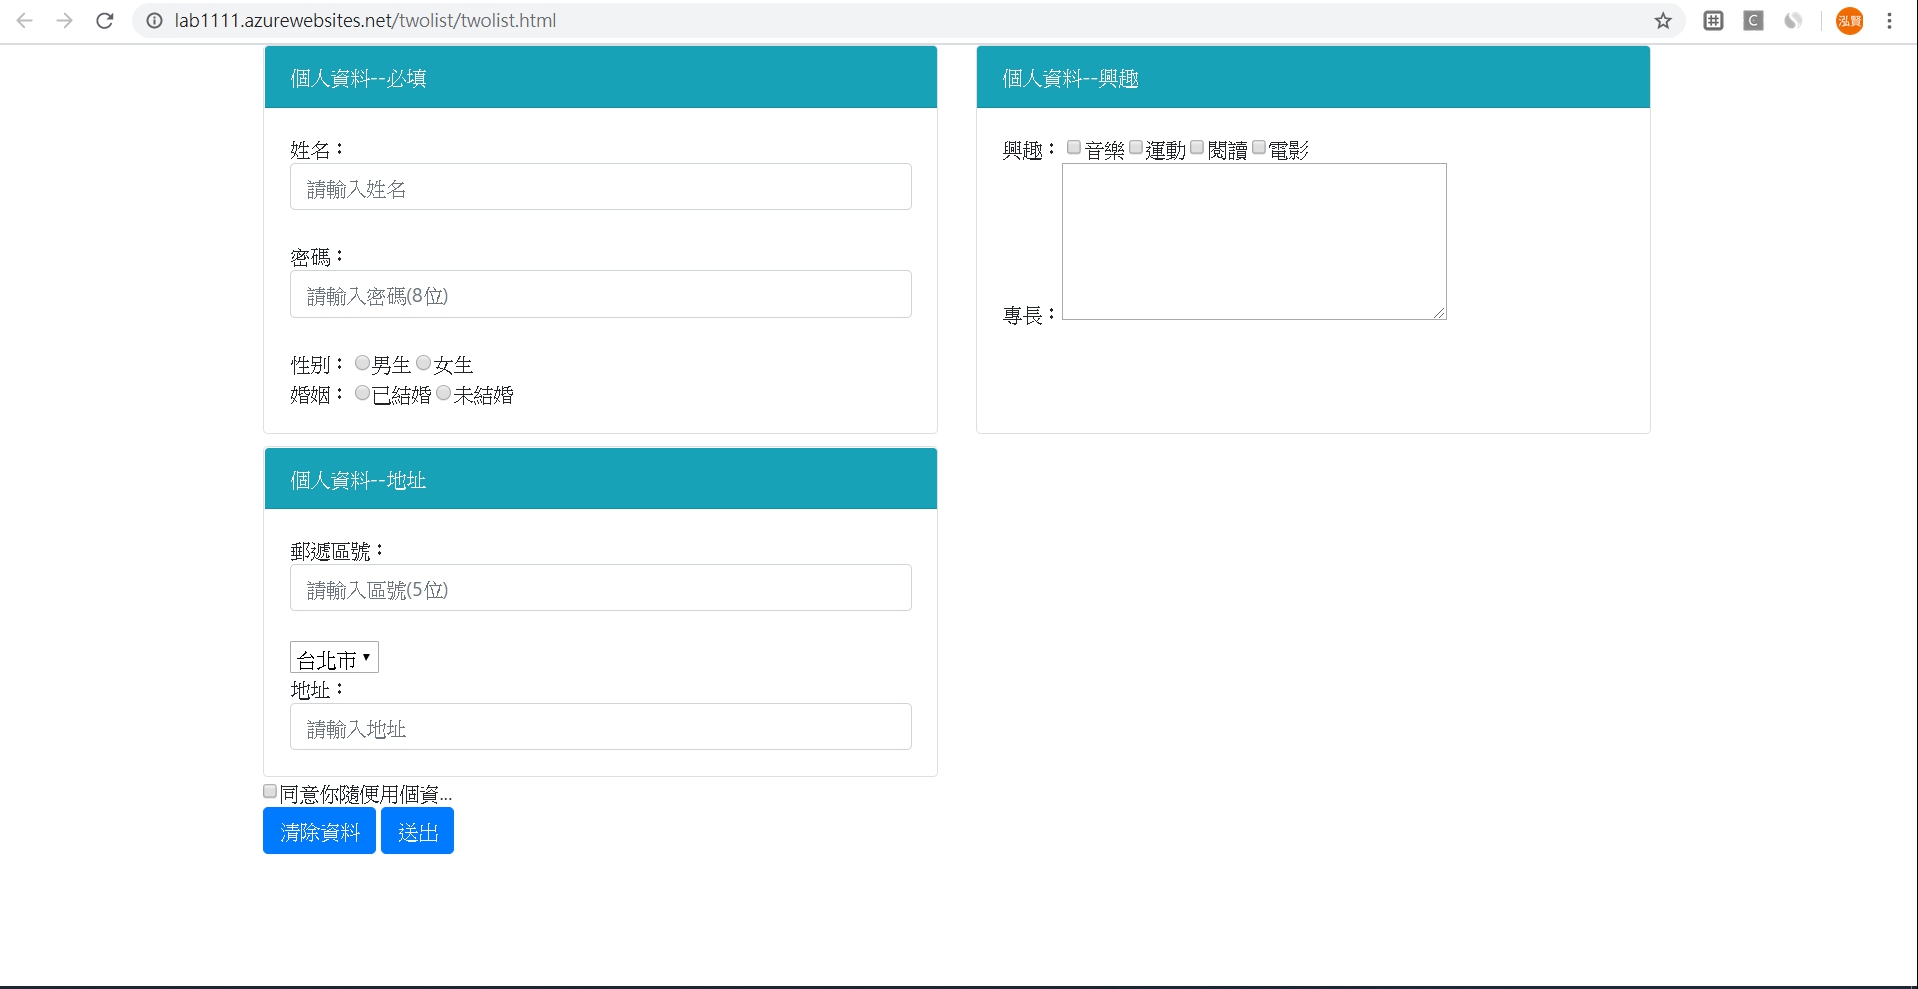 lab1111.azurewebsites.net/twolist/twolist.html
泓賢
個人資料--必填
姓名：
請輸入姓名
密碼：
請輸入密碼(8位)
性別：男生女生
婚姻：已結婚未結婚
個人資料--興趣
興趣：音樂運動閱讀電影
專長：
個人資料--地址
郵遞區號：
請輸入區號(5位)
台北市
地址：
請輸入地址
同意你隨便用個資...
清除資料 送出